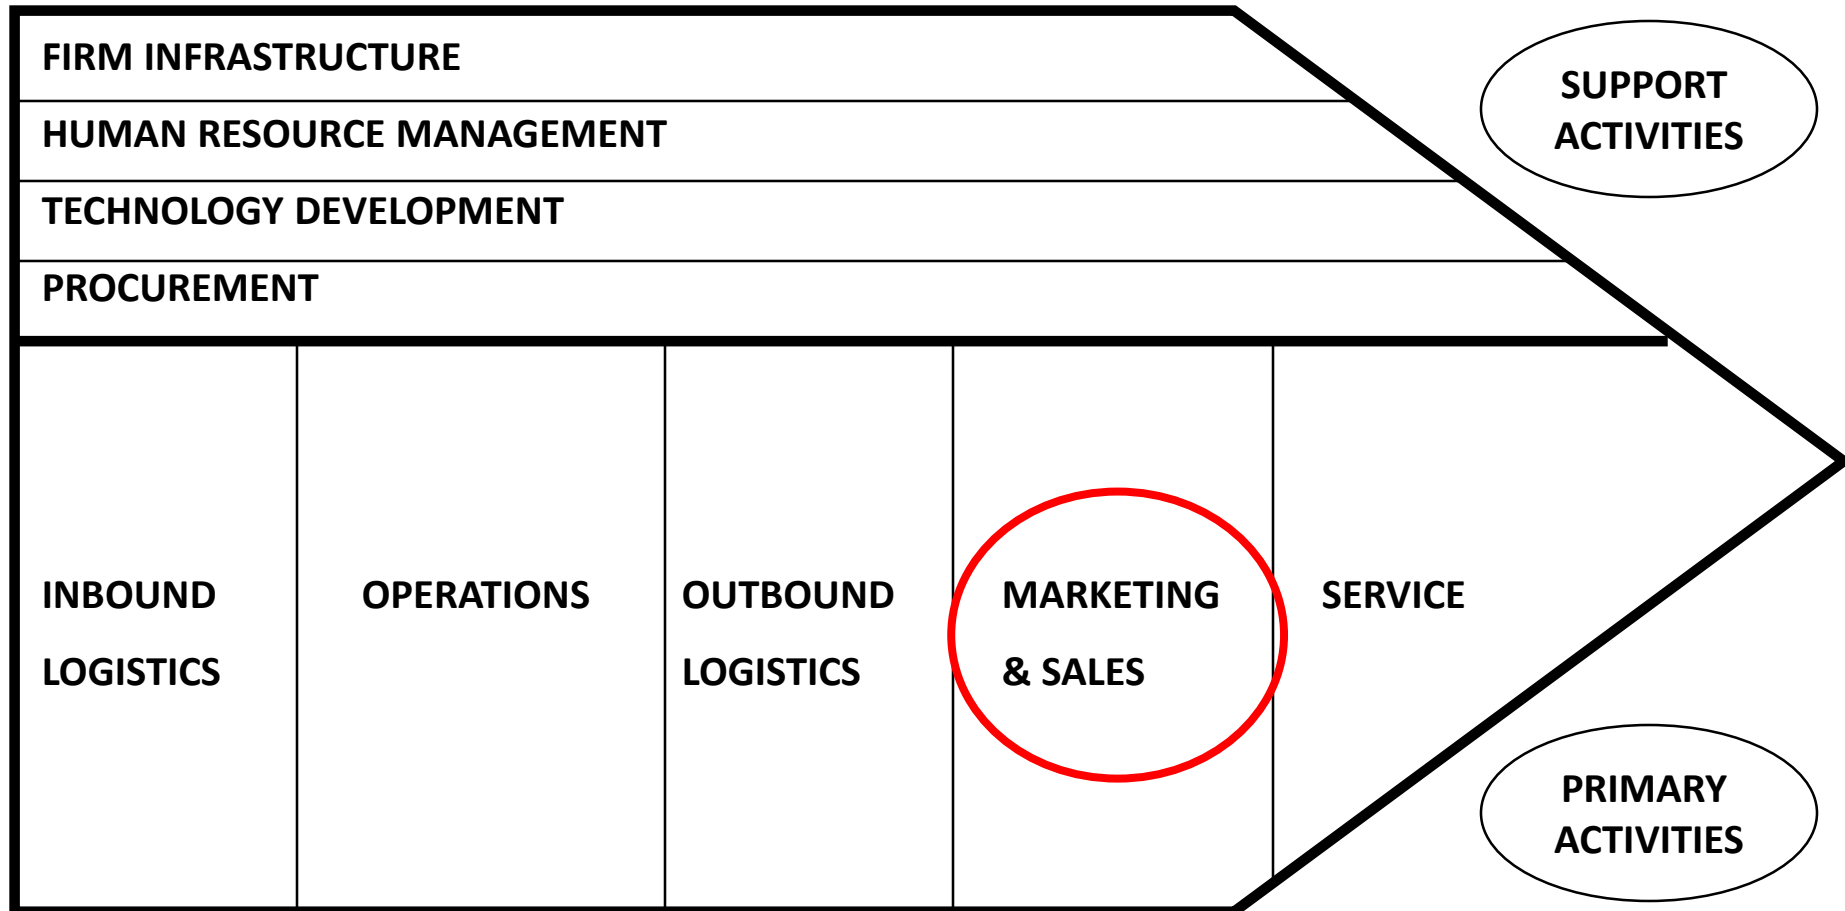 FIRM INFRASTRUCTURE
HUMAN RESOURCE MANAGEMENT
TECHNOLOGY DEVELOPMENT
PROCUREMENT
SUPPORT
ACTIVITIES
INBOUND
LOGISTICS
OPERATIONS
OUTBOUND
LOGISTICS
MARKETING
& SALES
SERVICE
PRIMARY
ACTIVITIES